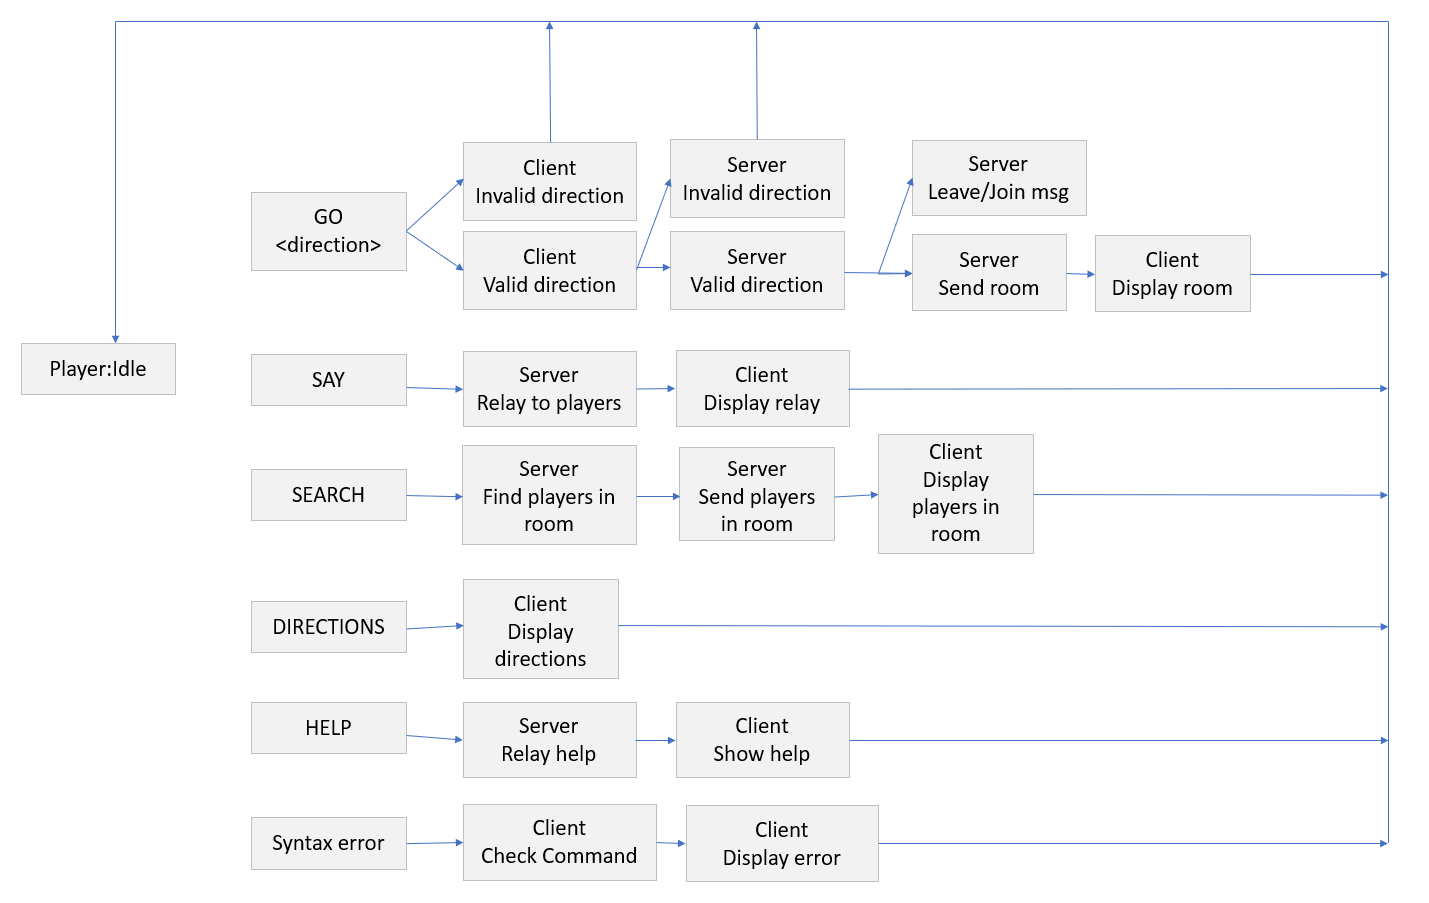 Client
Invalid direction
Server
Invalid direction
Server
Leave/Join msg
GO
<direction>
Client
Valid direction
Server
Valid direction
Server
Send room
Client
Display room
Player:Idle
SAY
Server
Relay to players
Client
Display relay
SEARCH
Server
Find players in
room
Server
Send players
in room
Client
Display
players in
room
DIRECTIONS
Client
Display
directions
HELP
Server
Relay help
Client
Show help
Syntax error
Client
Check Command
Client
Display error